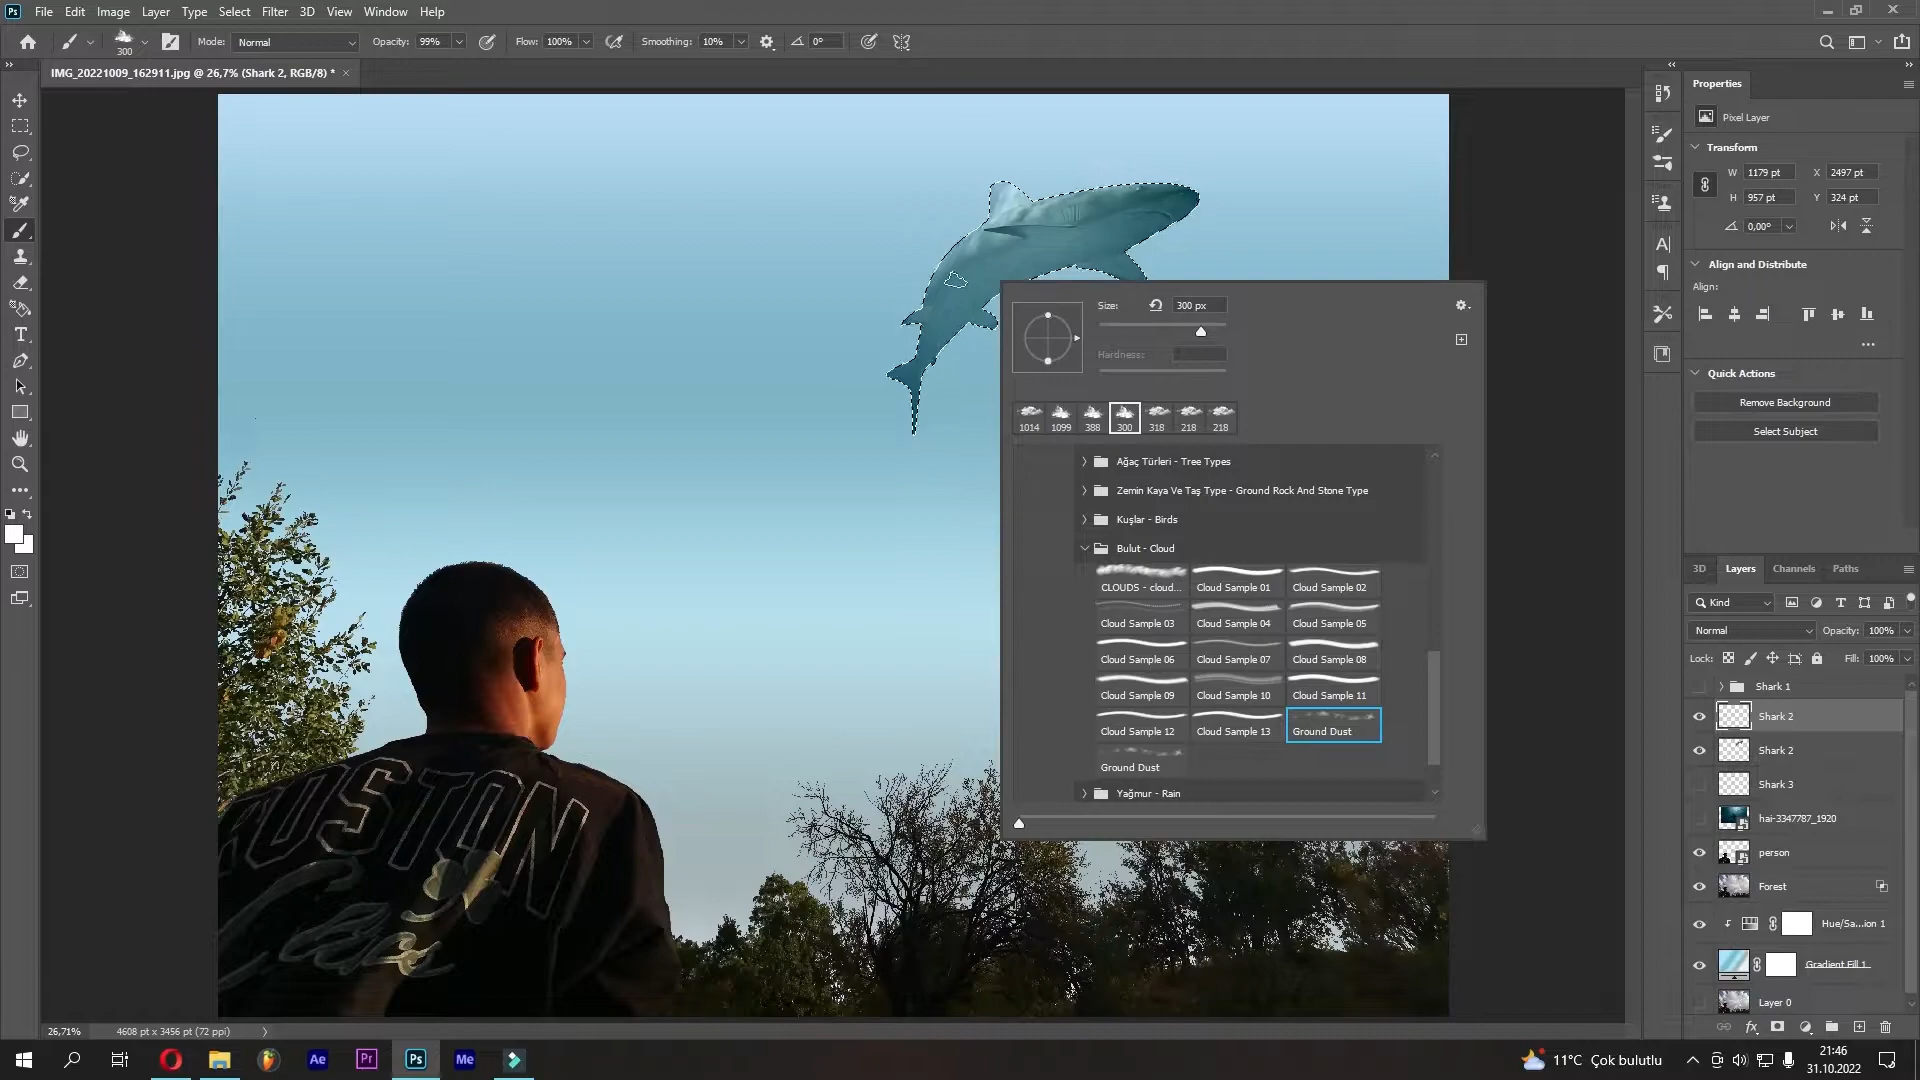 Ps File Edit Image Layer Type Select Filter 3D View Window Help
300 Mode: Normal Opacity: 99% Flow: 100% Smoothing: 10% 0°
IMG_20221009_162911.jpg @ 26,7% (Shark 2, RGB/8) * ×
Properties
Pixel Layer
Transform
W 1179 pt X 2497 pt
H 957 pt Y 324 pt
0,00°
Align and Distribute
Align:
Quick Actions
Remove Background
Select Subject
Size: 300 px
Hardness:
1014 1099 388 300 318 218 218
Ağaç Türleri - Tree Types
Zemin Kaya Ve Taş Type - Ground Rock And Stone Type
Kuşlar - Birds
Bulut - Cloud
CLOUDS - cloud... Cloud Sample 01 Cloud Sample 02
Cloud Sample 03 Cloud Sample 04 Cloud Sample 05
Cloud Sample 06 Cloud Sample 07 Cloud Sample 08
Cloud Sample 09 Cloud Sample 10 Cloud Sample 11
Cloud Sample 12 Cloud Sample 13 Ground Dust
Ground Dust
Yağmur - Rain
3D Layers Channels Paths
Kind
Normal Opacity: 100%
Lock: Fill: 100%
Shark 1
Shark 2
Shark 2
Shark 3
hai-3347787_1920
person
Forest
Hue/Sa...ion 1
Gradient Fill 1
Layer 0
26,71% 4608 pt x 3456 pt (72 ppi)
Ae Pr Ps Me
11°C Çok bulutlu
21:46
31.10.2022